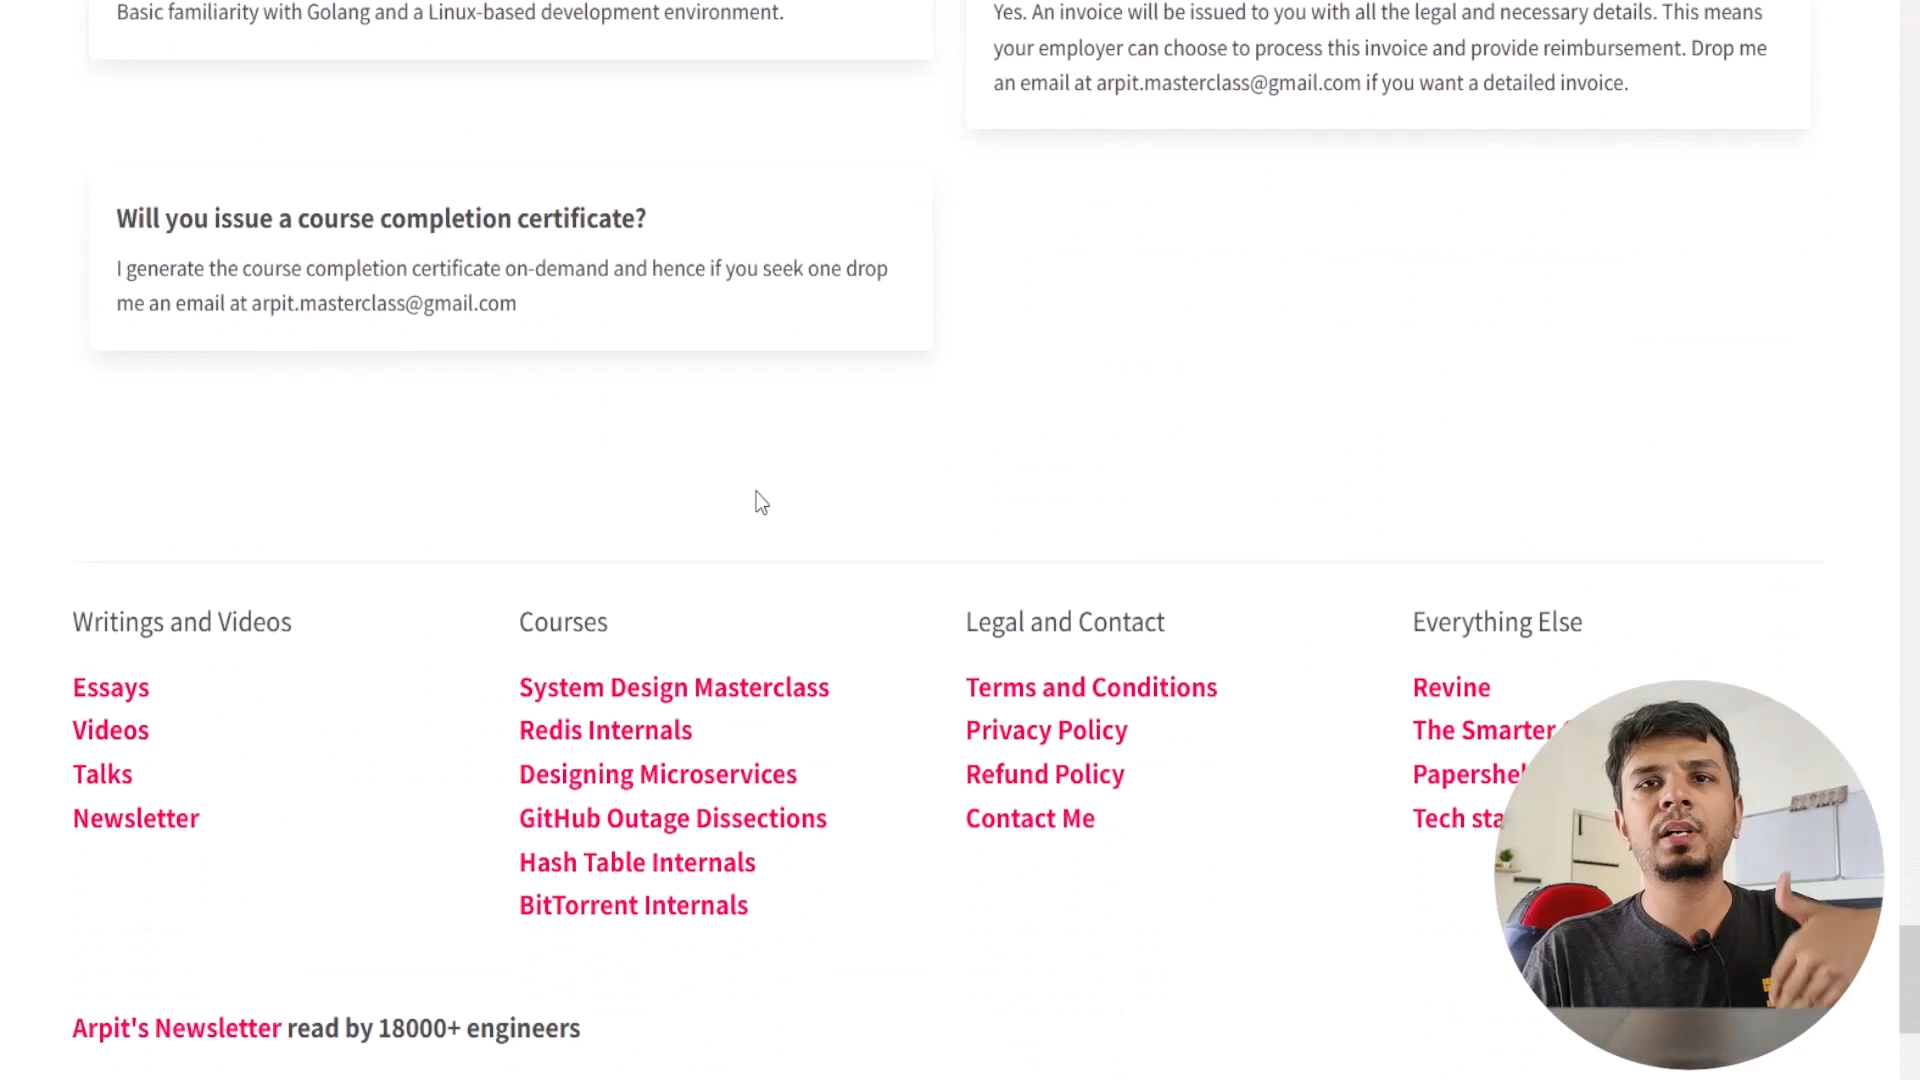 Basic familiarity with Golang and a Linux-based development environment.
Yes. An invoice will be issued to you with all the legal and necessary details. This means
your employer can choose to process this invoice and provide reimbursement. Drop me
an email at arpit.masterclass@gmail.com if you want a detailed invoice.
Will you issue a course completion certificate?
I generate the course completion certificate on-demand and hence if you seek one drop
me an email at arpit.masterclass@gmail.com
Writings and Videos
Essays
Videos
Talks
Newsletter
Courses
System Design Masterclass
Redis Internals
Designing Microservices
GitHub Outage Dissections
Hash Table Internals
BitTorrent Internals
Legal and Contact
Terms and Conditions
Privacy Policy
Refund Policy
Contact Me
Everything Else
Revine
The Smarter
Tech
Arpit's Newsletter read by 18000+ engineers